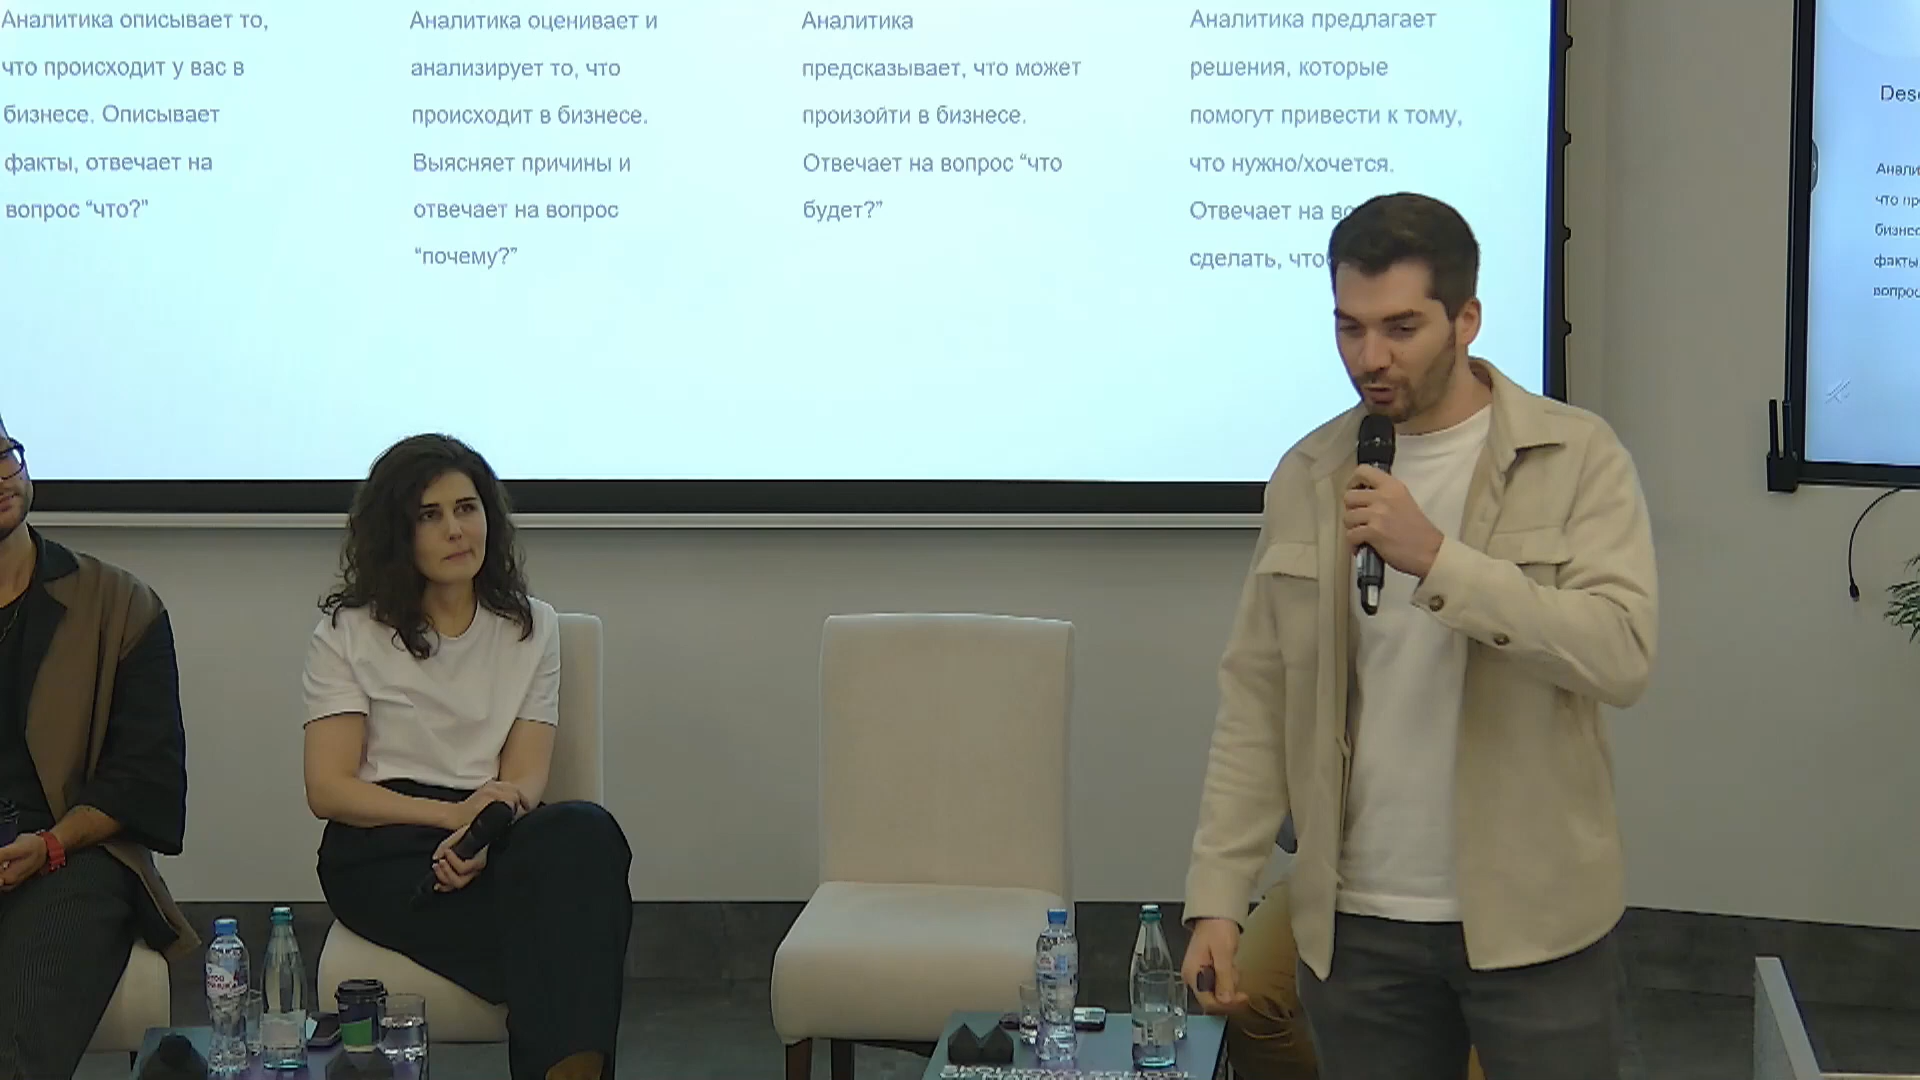 Аналитика описывает то,
что происходит у вас в
бизнесе. Описывает
факты, отвечает на
вопрос “что?”
Аналитика оценивает и
анализирует то, что
происходит в бизнесе.
Выясняет причины и
отвечает на вопрос
“почему?”
Аналитика
предсказывает, что может
произойти в бизнесе.
Отвечает на вопрос “что
будет?”
Аналитика предлагает
решения, которые
помогут привести к тому,
что нужно/хочется.
Отвечает на
сделать,
факты